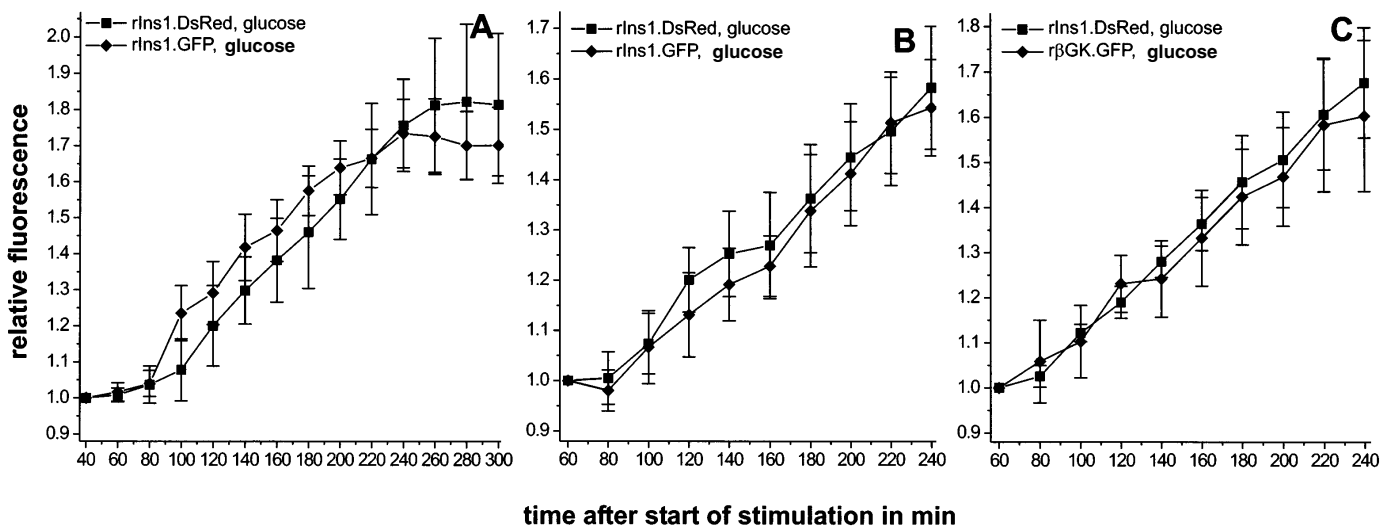 A
rIns1.DsRed, glucose
rIns1.GFP, glucose
2.0
1.9
1.8
1.7
1.6
1.5
1.4
1.3
1.2
1.1
1.0
0.9
40 60 80 100 120 140 160 180 200 220 240 260 280 300
B
rIns1.DsRed, glucose
rIns1.GFP, glucose
1.7
1.6
1.5
1.4
1.3
1.2
1.1
1.0
0.9
60 80 100 120 140 160 180 200 220 240
C
rIns1.DsRed, glucose
rβGK.GFP, glucose
1.8
1.7
1.6
1.5
1.4
1.3
1.2
1.1
1.0
0.9
60 80 100 120 140 160 180 200 220 240
relative fluorescence
time after start of stimulation in min